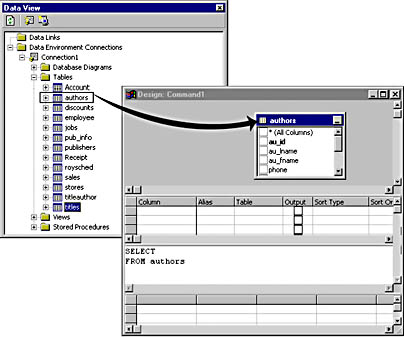 Data View
Data Links
Data Environment Connections
Connection1
Database Diagrams
Tables
Account
authors
discounts
employee
jobs
pub_info
publishers
Receipt
roysched
sales
stores
titleauthor
titles
Views
Stored Procedures
Design: Command1
authors
* (All Columns)
au_id
au_lname
au_fname
phone
Column Alias Table Output Sort Type Sort Or
SELECT
FROM authors